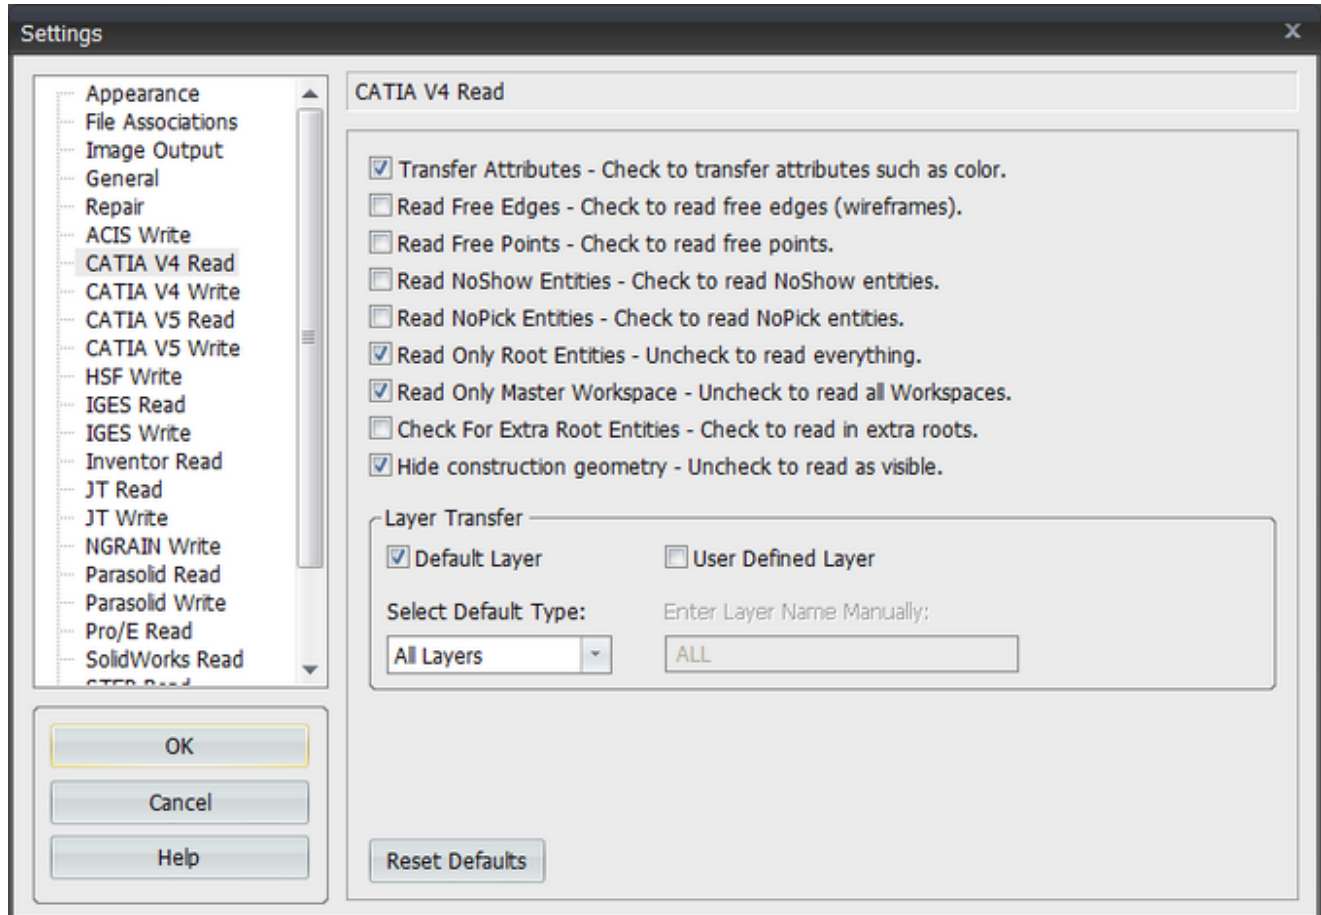 Settings
x
Appearance
File Associations
Image Output
General
Repair
ACIS Write
CATIA V4 Read
CATIA V4 Write
CATIA V5 Read
CATIA V5 Write
HSF Write
IGES Read
IGES Write
Inventor Read
JT Read
JT Write
NGRAIN Write
Parasolid Read
Parasolid Write
Pro/E Read
SolidWorks Read
STEP Read
OK
Cancel
Help
CATIA V4 Read
Transfer Attributes - Check to transfer attributes such as color.
Read Free Edges - Check to read free edges (wireframes).
Read Free Points - Check to read free points.
Read NoShow Entities - Check to read NoShow entities.
Read NoPick Entities - Check to read NoPick entities.
Read Only Root Entities - Uncheck to read everything.
Read Only Master Workspace - Uncheck to read all Workspaces.
Check For Extra Root Entities - Check to read in extra roots.
Hide construction geometry - Uncheck to read as visible.
Layer Transfer
Default Layer User Defined Layer
Select Default Type: Enter Layer Name Manually:
All Layers ALL
Reset Defaults